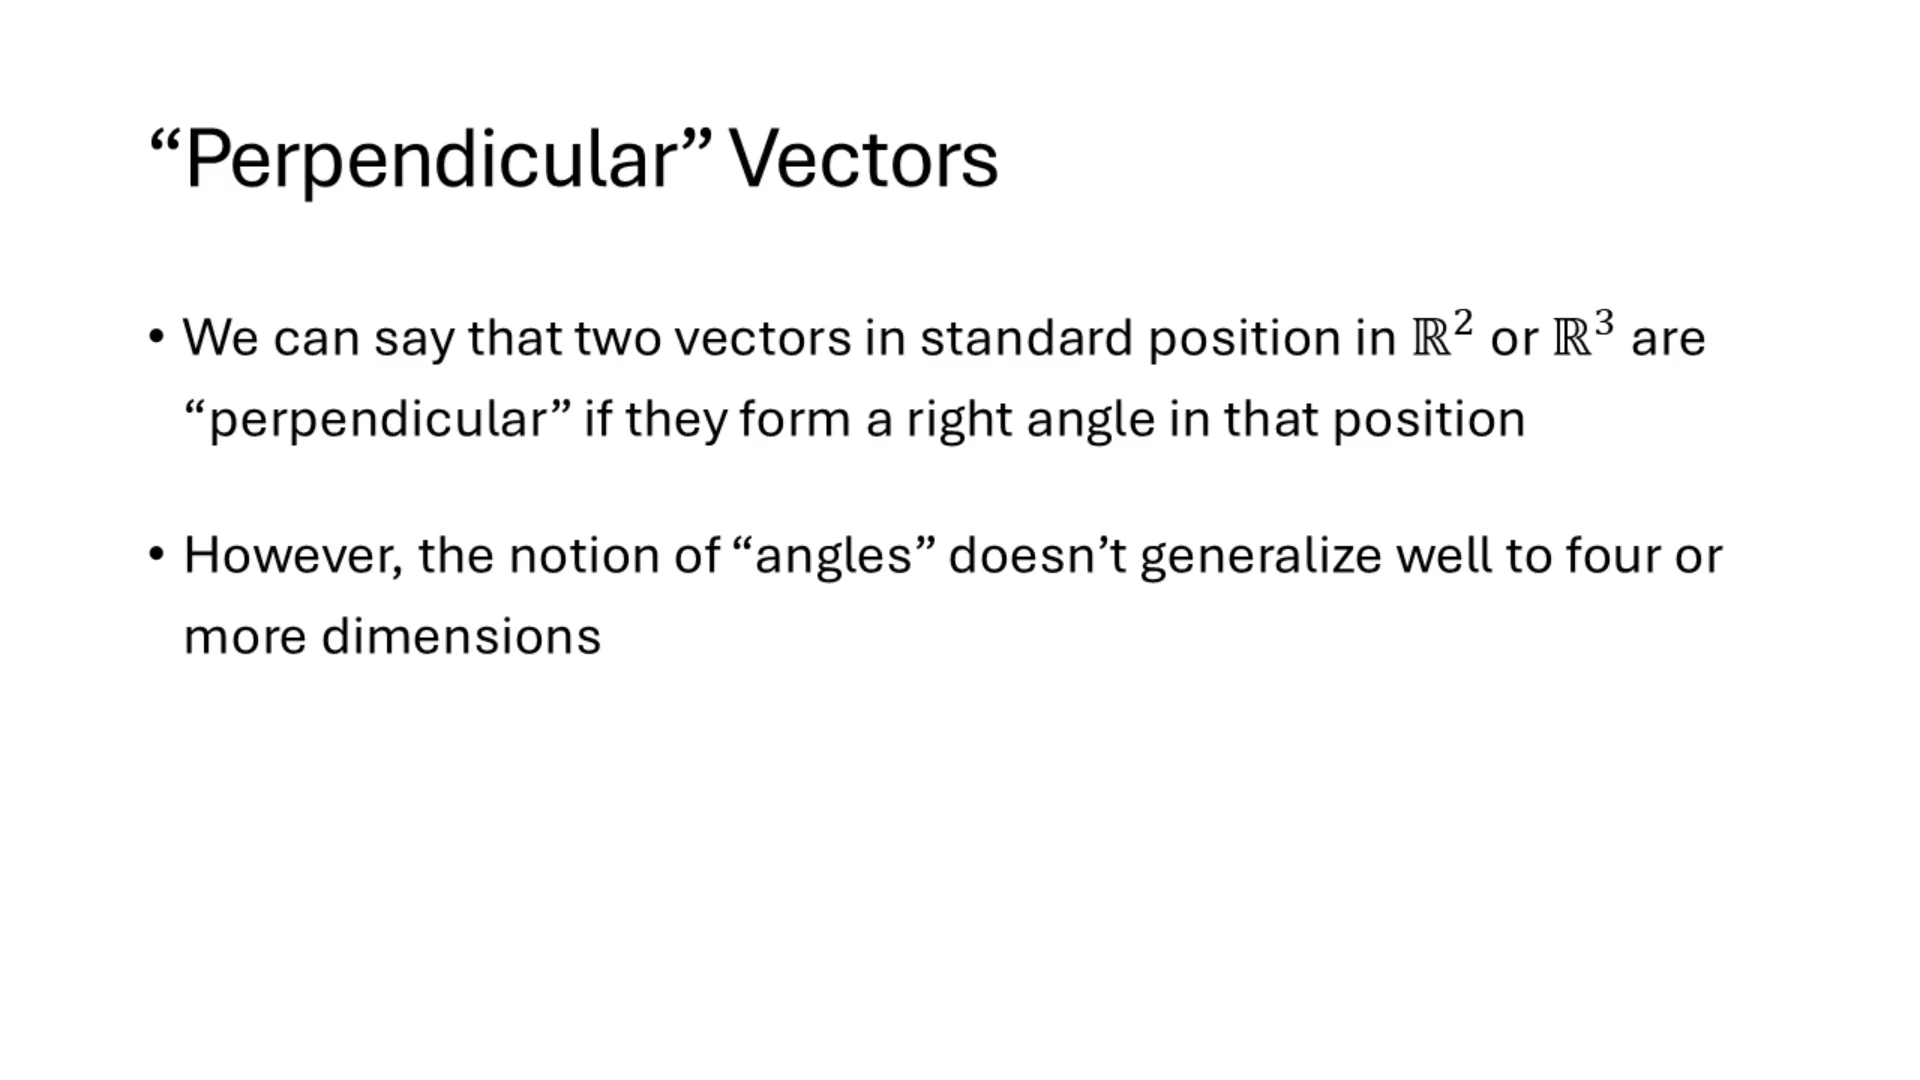 “Perpendicular” Vectors
• We can say that two vectors in standard position in ℝ² or ℝ³ are
“perpendicular” if they form a right angle in that position
• However, the notion of “angles” doesn’t generalize well to four or
more dimensions